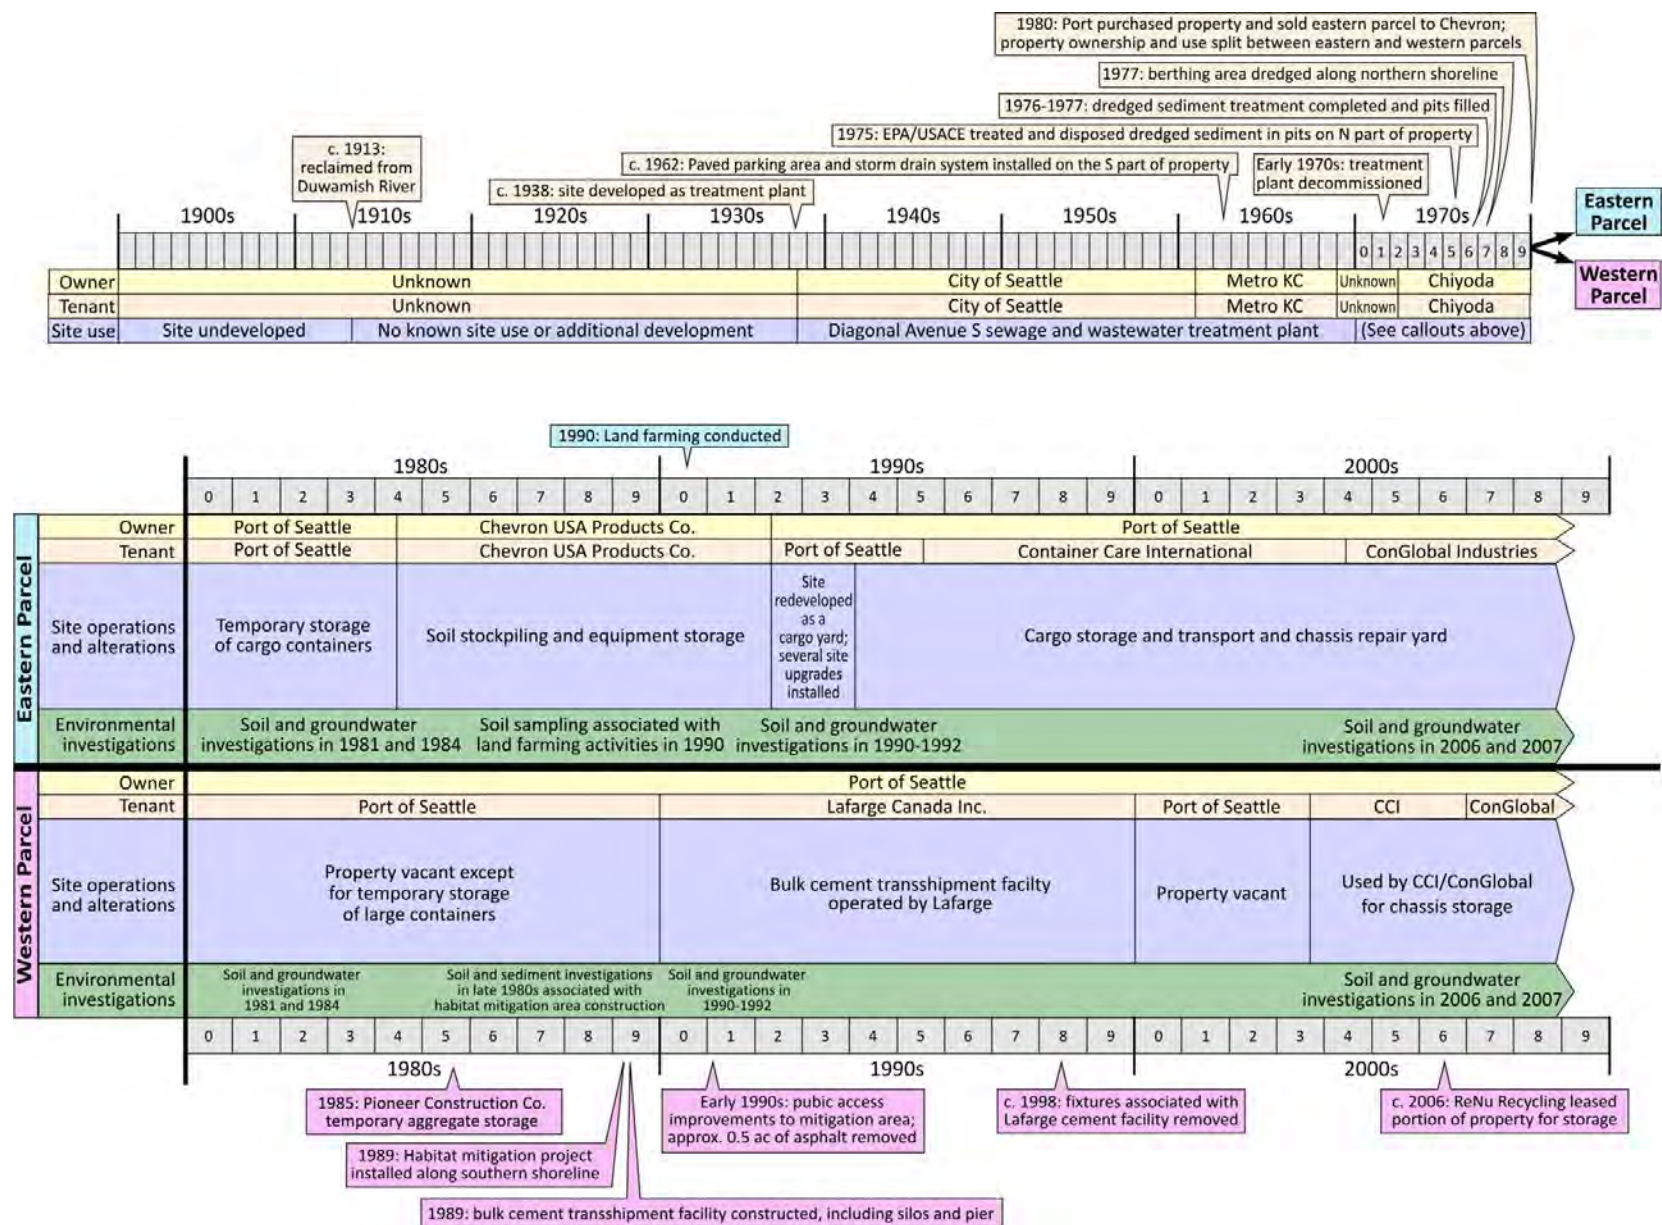 1980: Port purchased property and sold eastern parcel to Chevron;
property ownership and use split between eastern and western parcels
1977: berthing area dredged along northern shoreline
1976-1977: dredged sediment treatment completed and pits filled
1975: EPA/USACE treated and disposed dredged sediment in pits on N part of property
c. 1962: Paved parking area and storm drain system installed on the S part of property
Early 1970s: treatment
plant decommissioned
c. 1938: site developed as treatment plant
c. 1913:
reclaimed from
Duwamish River
1900s 1910s 1920s 1930s 1940s 1950s 1960s 1970s
0 1 2 3 4 5 6 7 8 9
Eastern
Parcel
Western
Parcel
Owner Unknown City of Seattle Metro KC Unknown Chiyoda
Tenant Unknown City of Seattle Metro KC Unknown Chiyoda
Site use Site undeveloped No known site use or additional development Diagonal Avenue S sewage and wastewater treatment plant (See callouts above)
1990: Land farming conducted
1980s 1990s 2000s
0 1 2 3 4 5 6 7 8 9 0 1 2 3 4 5 6 7 8 9 0 1 2 3 4 5 6 7 8 9
Eastern Parcel
Owner Port of Seattle Chevron USA Products Co. Port of Seattle
Tenant Port of Seattle Chevron USA Products Co. Port of Seattle Container Care International ConGlobal Industries
Site operations
and alterations
Temporary storage
of cargo containers
Soil stockpiling and equipment storage
Site
redeveloped
as a
cargo yard;
several site
upgrades
installed
Cargo storage and transport and chassis repair yard
Environmental
investigations
Soil and groundwater
investigations in 1981 and 1984
Soil sampling associated with
land farming activities in 1990
Soil and groundwater
investigations in 1990-1992
Soil and groundwater
investigations in 2006 and 2007
Western Parcel
Owner Port of Seattle
Tenant Port of Seattle Lafarge Canada Inc. Port of Seattle CCI ConGlobal
Site operations
and alterations
Property vacant except
for temporary storage
of large containers
Bulk cement transshipment facilty
operated by Lafarge
Property vacant
Used by CCI/ConGlobal
for chassis storage
Environmental
investigations
Soil and groundwater
investigations in
1981 and 1984
Soil and sediment investigations
in late 1980s associated with
habitat mitigation area construction
Soil and groundwater
investigations in
1990-1992
Soil and groundwater
investigations in 2006 and 2007
0 1 2 3 4 5 6 7 8 9 0 1 2 3 4 5 6 7 8 9 0 1 2 3 4 5 6 7 8 9
1980s 1990s 2000s
1985: Pioneer Construction Co.
temporary aggregate storage
Early 1990s: pubic access
improvements to mitigation area;
approx. 0.5 ac of asphalt removed
c. 1998: fixtures associated with
Lafarge cement facility removed
c. 2006: ReNu Recycling leased
portion of property for storage
1989: Habitat mitigation project
installed along southern shoreline
1989: bulk cement transshipment facility constructed, including silos and pier